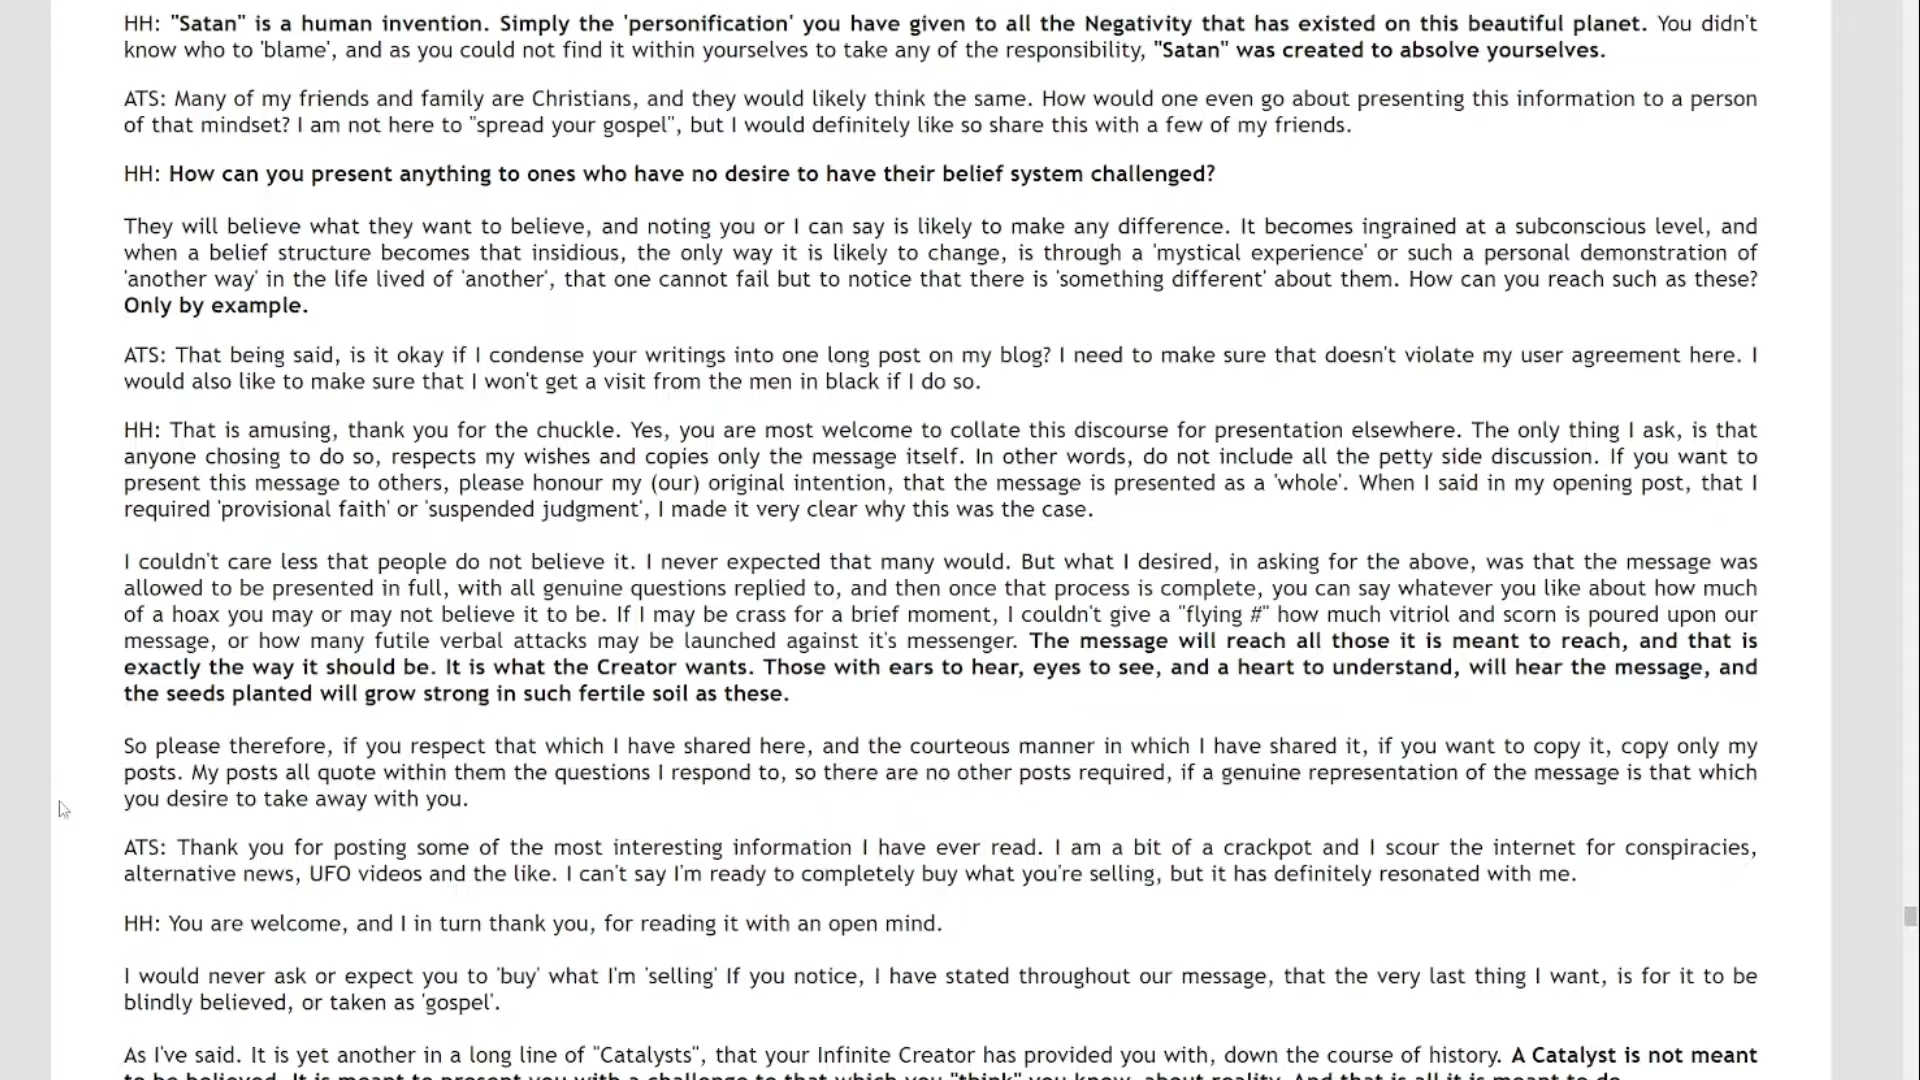 HH: "Satan" is a human invention. Simply the 'personification' you have given to all the Negativity that has existed on this beautiful planet. You didn't
know who to 'blame', and as you could not find it within yourselves to take any of the responsibility, "Satan" was created to absolve yourselves.
ATS: Many of my friends and family are Christians, and they would likely think the same. How would one even go about presenting this information to a person
of that mindset? I am not here to "spread your gospel", but I would definitely like so share this with a few of my friends.
HH: How can you present anything to ones who have no desire to have their belief system challenged?
They will believe what they want to believe, and noting you or I can say is likely to make any difference. It becomes ingrained at a subconscious level, and
when a belief structure becomes that insidious, the only way it is likely to change, is through a 'mystical experience' or such a personal demonstration of
'another way' in the life lived of 'another', that one cannot fail but to notice that there is 'something different' about them. How can you reach such as these?
Only by example.
ATS: That being said, is it okay if I condense your writings into one long post on my blog? I need to make sure that doesn't violate my user agreement here. I
would also like to make sure that I won't get a visit from the men in black if I do so.
HH: That is amusing, thank you for the chuckle. Yes, you are most welcome to collate this discourse for presentation elsewhere. The only thing I ask, is that
anyone chosing to do so, respects my wishes and copies only the message itself. In other words, do not include all the petty side discussion. If you want to
present this message to others, please honour my (our) original intention, that the message is presented as a 'whole'. When I said in my opening post, that I
required 'provisional faith' or 'suspended judgment', I made it very clear why this was the case.
I couldn't care less that people do not believe it. I never expected that many would. But what I desired, in asking for the above, was that the message was
allowed to be presented in full, with all genuine questions replied to, and then once that process is complete, you can say whatever you like about how much
of a hoax you may or may not believe it to be. If I may be crass for a brief moment, I couldn't give a "flying #" how much vitriol and scorn is poured upon our
message, or how many futile verbal attacks may be launched against it's messenger. The message will reach all those it is meant to reach, and that is
exactly the way it should be. It is what the Creator wants. Those with ears to hear, eyes to see, and a heart to understand, will hear the message, and
the seeds planted will grow strong in such fertile soil as these.
So please therefore, if you respect that which I have shared here, and the courteous manner in which I have shared it, if you want to copy it, copy only my
posts. My posts all quote within them the questions I respond to, so there are no other posts required, if a genuine representation of the message is that which
you desire to take away with you.
ATS: Thank you for posting some of the most interesting information I have ever read. I am a bit of a crackpot and I scour the internet for conspiracies,
alternative news, UFO videos and the like. I can't say I'm ready to completely buy what you're selling, but it has definitely resonated with me.
HH: You are welcome, and I in turn thank you, for reading it with an open mind.
I would never ask or expect you to 'buy' what I'm 'selling' If you notice, I have stated throughout our message, that the very last thing I want, is for it to be
blindly believed, or taken as 'gospel'.
As I've said. It is yet another in a long line of "Catalysts", that your Infinite Creator has provided you with, down the course of history. A Catalyst is not meant
to be believed. It is meant to present you with a challenge to that which you "think" you know, about reality. And that is all it is meant to do.